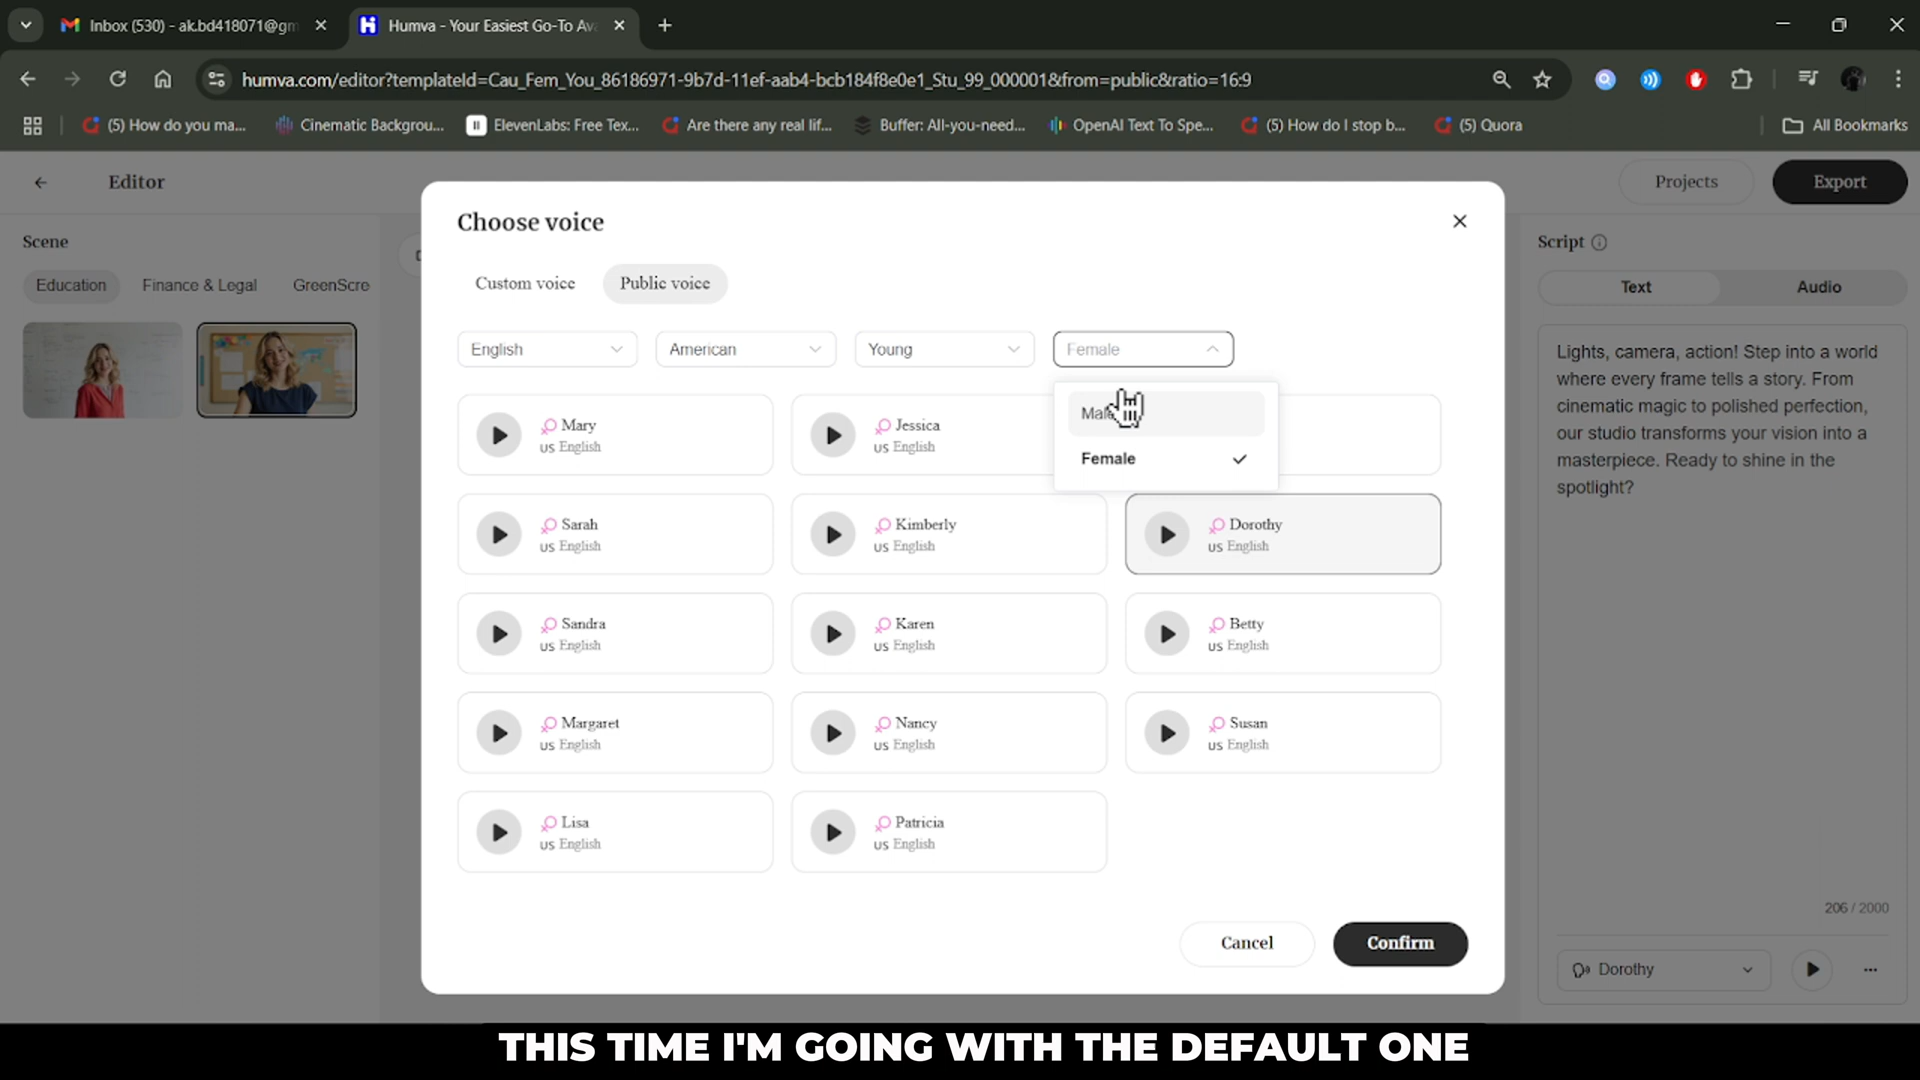 Inbox (530) - ak.bd418071@gm
Humva - Your Easiest Go-To Av
humva.com/editor?templateId=Cau_Fem_You_86186971-9b7d-11ef-aab4-bcb184f8e0e1_Stu_99_000001&from=public&ratio=16:9
(5) How do you ma...
Cinematic Backgrou...
ElevenLabs: Free Tex...
Are there any real lif...
Buffer: All-you-need...
OpenAI Text To Spe...
(5) How do I stop b...
(5) Quora
All Bookmarks
Editor
Projects
Export
Scene
Education
Finance & Legal
GreenScre
Choose voice
Custom voice
Public voice
English
American
Young
Female
Male
Female
Mary
US English
Jessica
US English
Sarah
US English
Kimberly
US English
Dorothy
US English
Sandra
US English
Karen
US English
Betty
US English
Margaret
US English
Nancy
US English
Susan
US English
Lisa
US English
Patricia
US English
Cancel
Confirm
Script
Text
Audio
Lights, camera, action! Step into a world
where every frame tells a story. From
cinematic magic to polished perfection,
our studio transforms your vision into a
masterpiece. Ready to shine in the
spotlight?
206 / 2000
Dorothy
THIS TIME I'M GOING WITH THE DEFAULT ONE